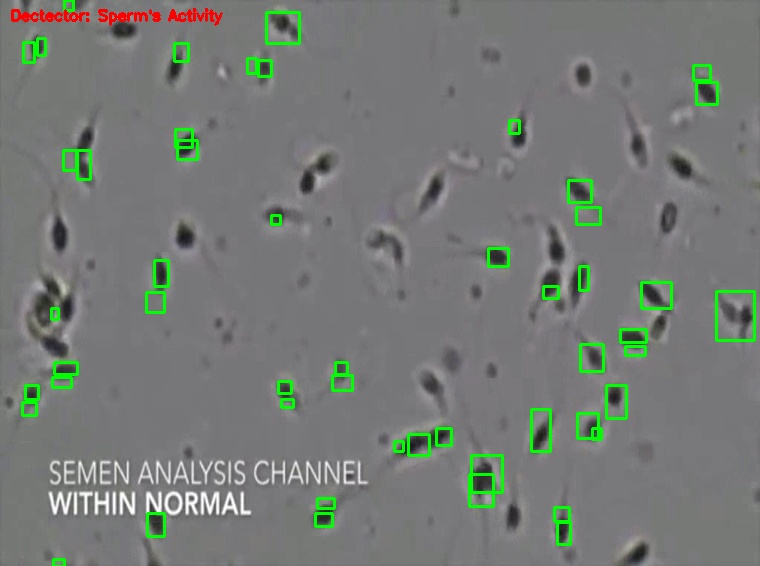 Dectector: Sperm's Activity
SEMEN ANALYSIS CHANNEL
WITHIN NORMAL